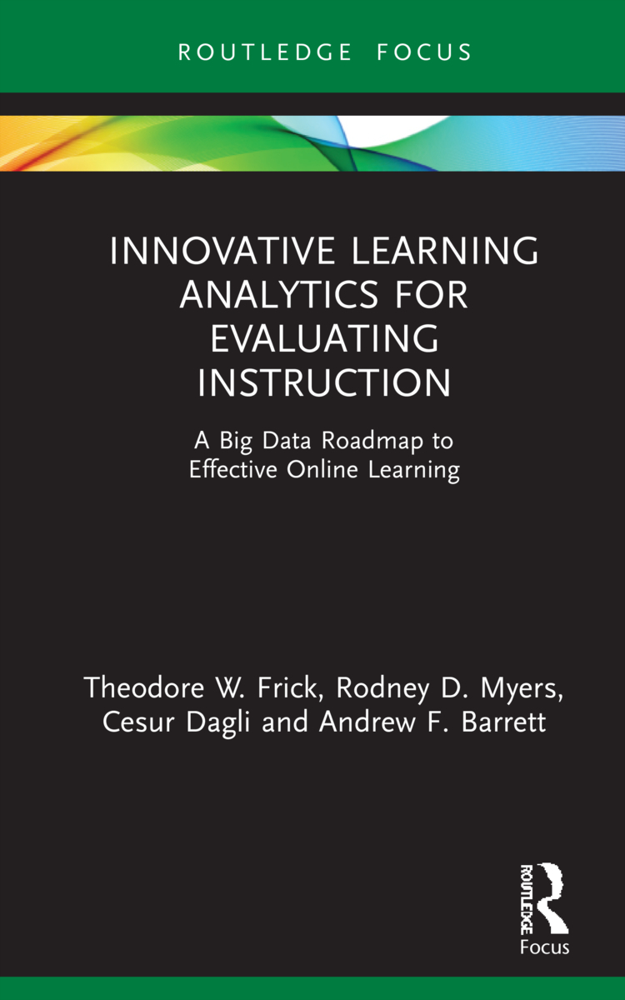 ROUTLEDGE FOCUS
INNOVATIVE LEARNING
ANALYTICS FOR
EVALUATING
INSTRUCTION
A Big Data Roadmap to
Effective Online Learning
Theodore W. Frick, Rodney D. Myers,
Cesur Dagli and Andrew F. Barrett
ROUTLEDGE
Focus